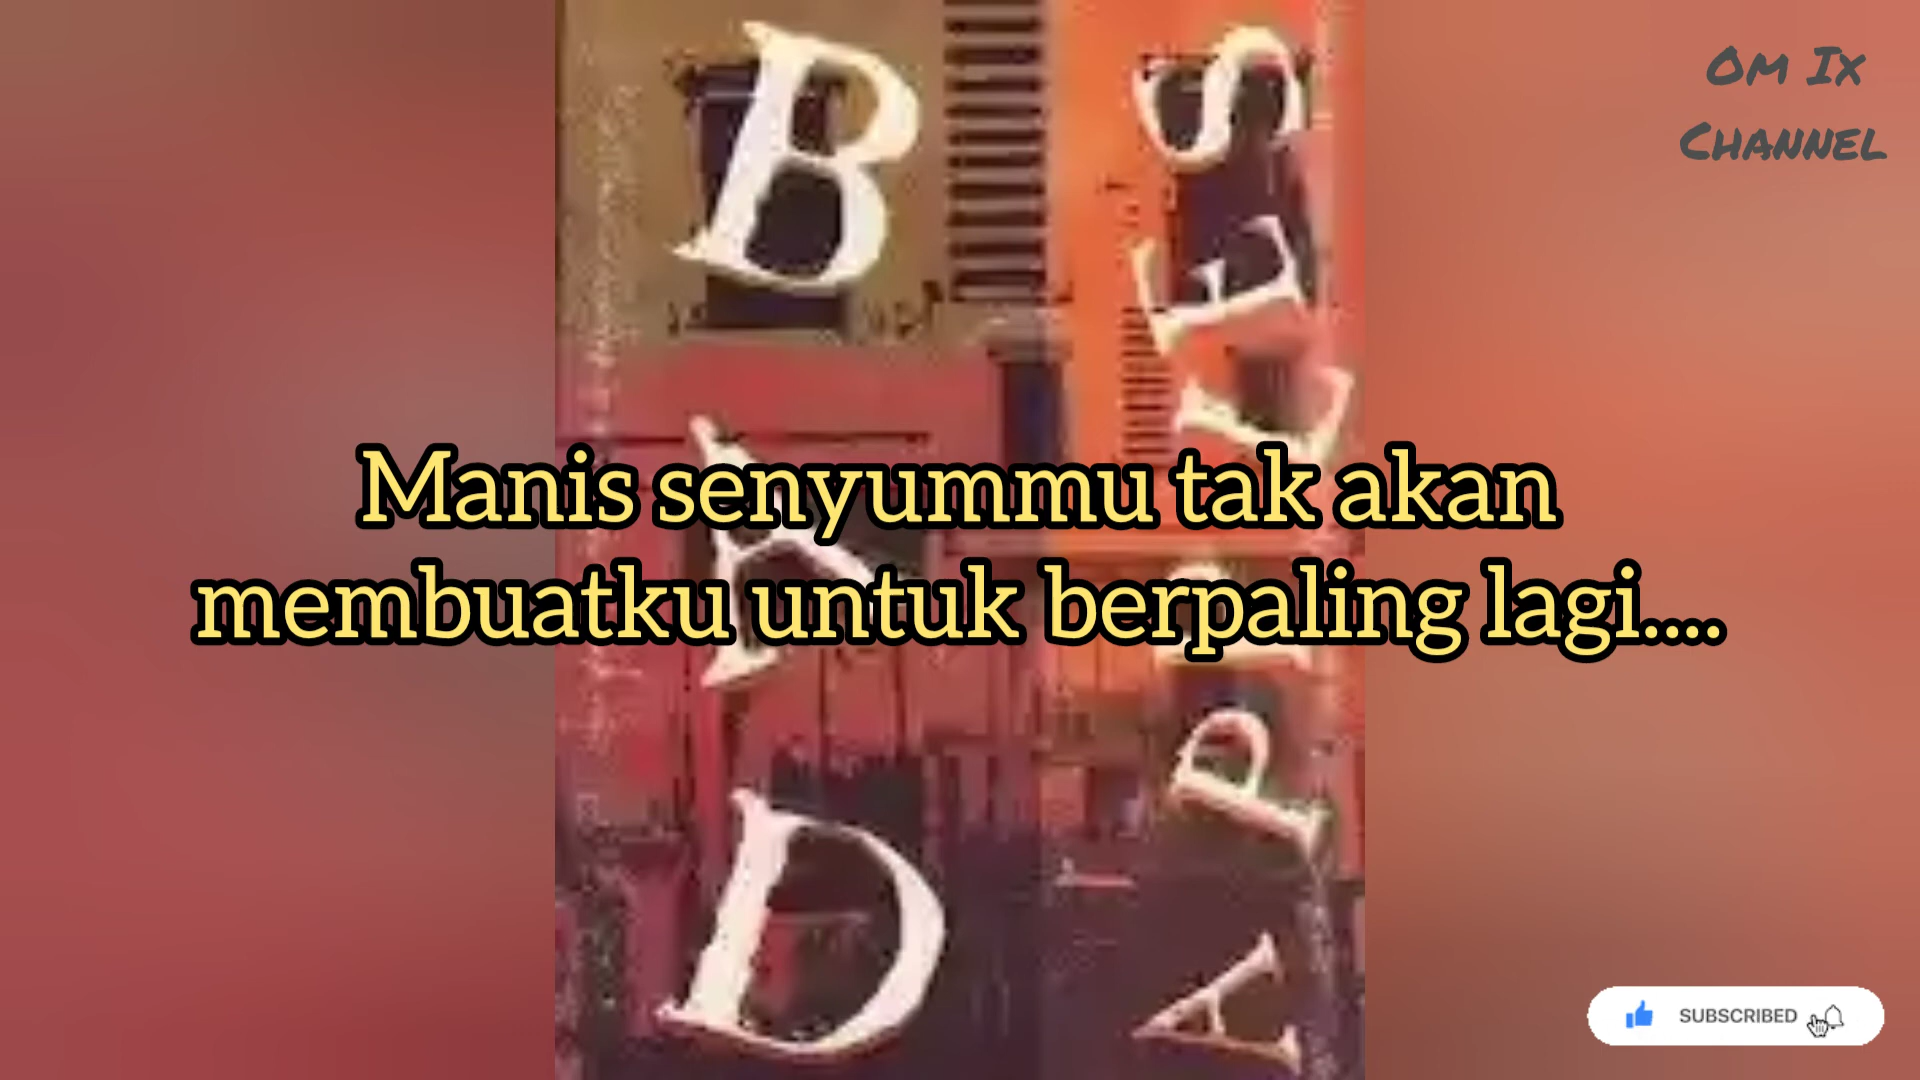 Om Ix
Channel
B
A
D
Manis senyummu tak akan
membuatku untuk berpaling lagi....
SUBSCRIBED